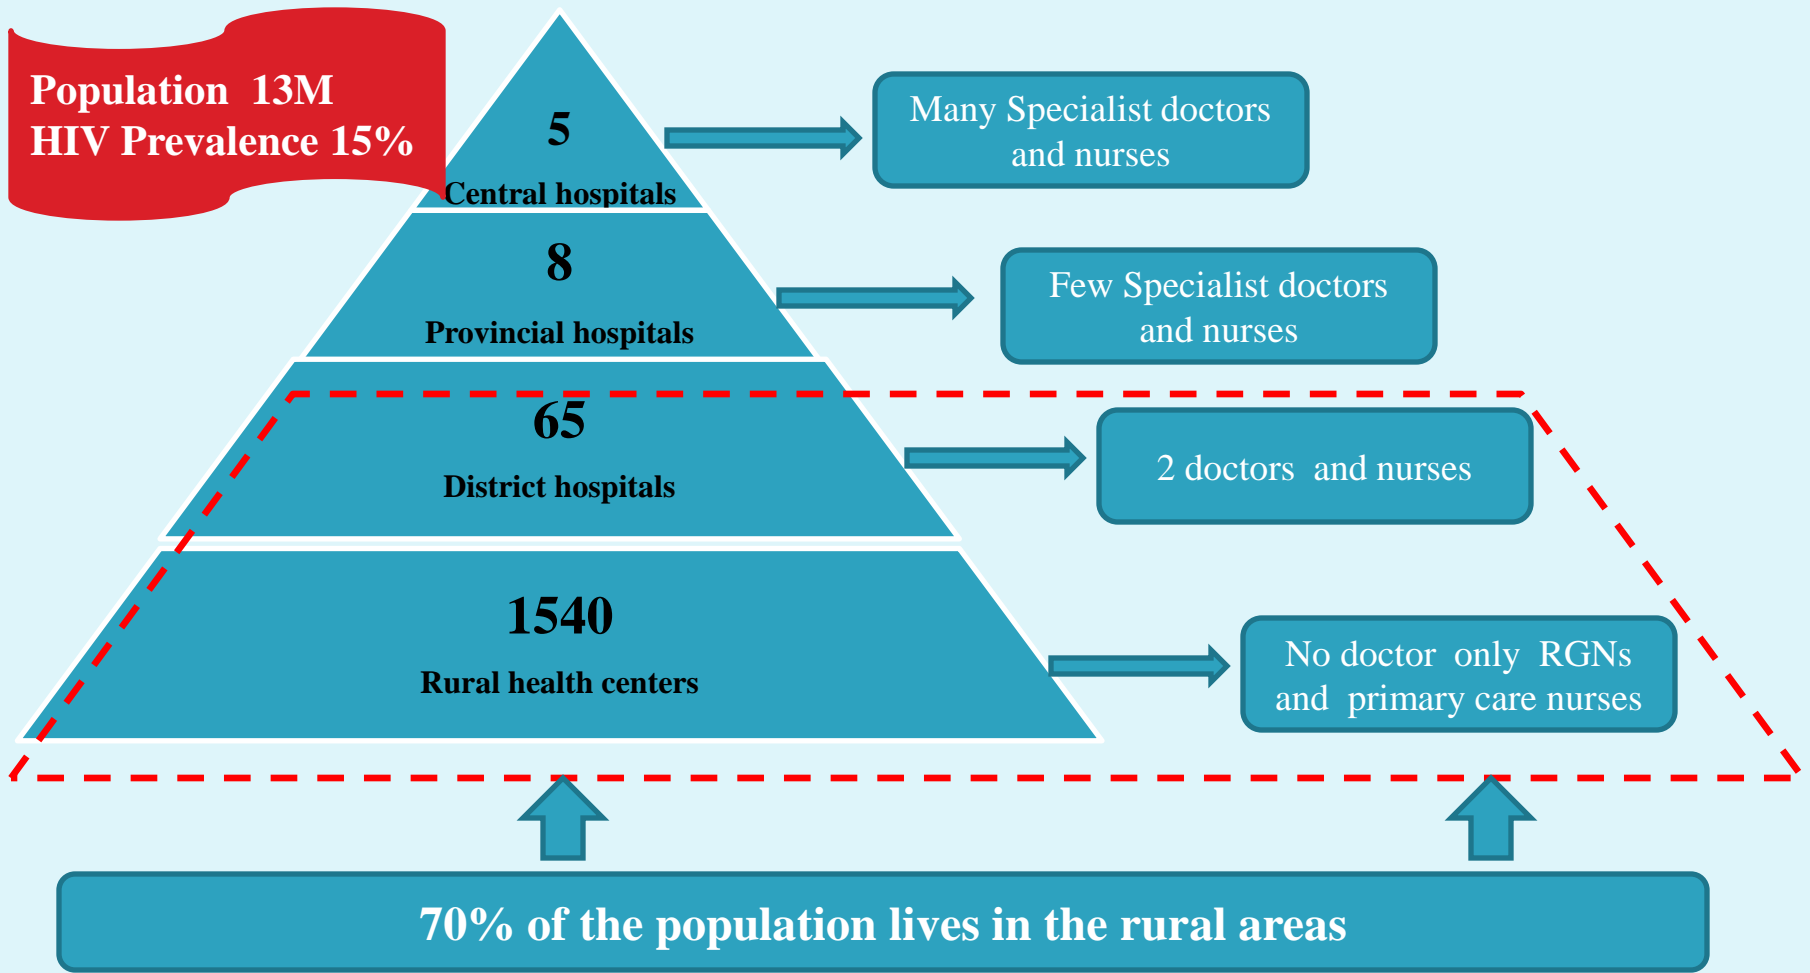 Population 13M
HIV Prevalence 15%
5
Central hospitals
Many Specialist doctors
and nurses
8
Provincial hospitals
Few Specialist doctors
and nurses
65
District hospitals
2 doctors and nurses
1540
Rural health centers
No doctor only RGNs
and primary care nurses
70% of the population lives in the rural areas